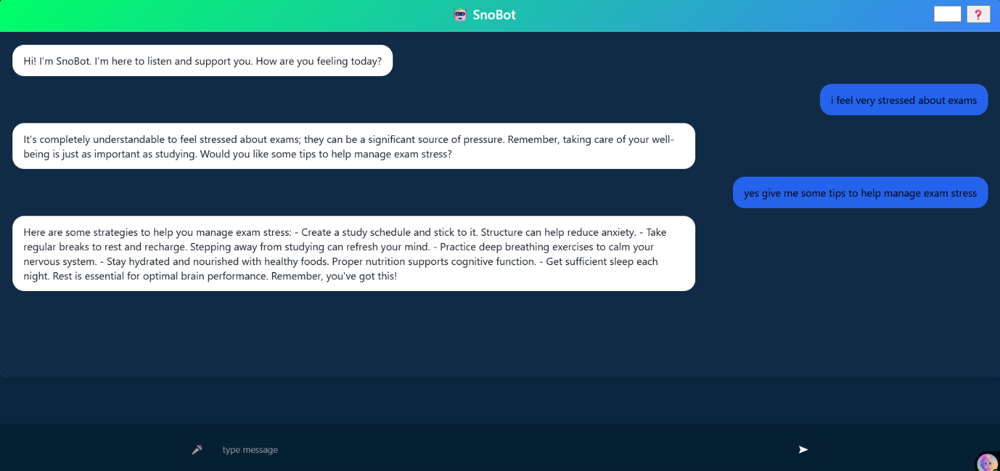 SnoBot
Hi! I'm SnoBot. I'm here to listen and support you. How are you feeling today?
i feel very stressed about exams
It's completely understandable to feel stressed about exams; they can be a significant source of pressure. Remember, taking care of your well-
being is just as important as studying. Would you like some tips to help manage exam stress?
yes give me some tips to help manage exam stress
Here are some strategies to help you manage exam stress: - Create a study schedule and stick to it. Structure can help reduce anxiety. - Take
regular breaks to rest and recharge. Stepping away from studying can refresh your mind. - Practice deep breathing exercises to calm your
nervous system. - Stay hydrated and nourished with healthy foods. Proper nutrition supports cognitive function. - Get sufficient sleep each
night. Rest is essential for optimal brain performance. Remember, you've got this!
type message